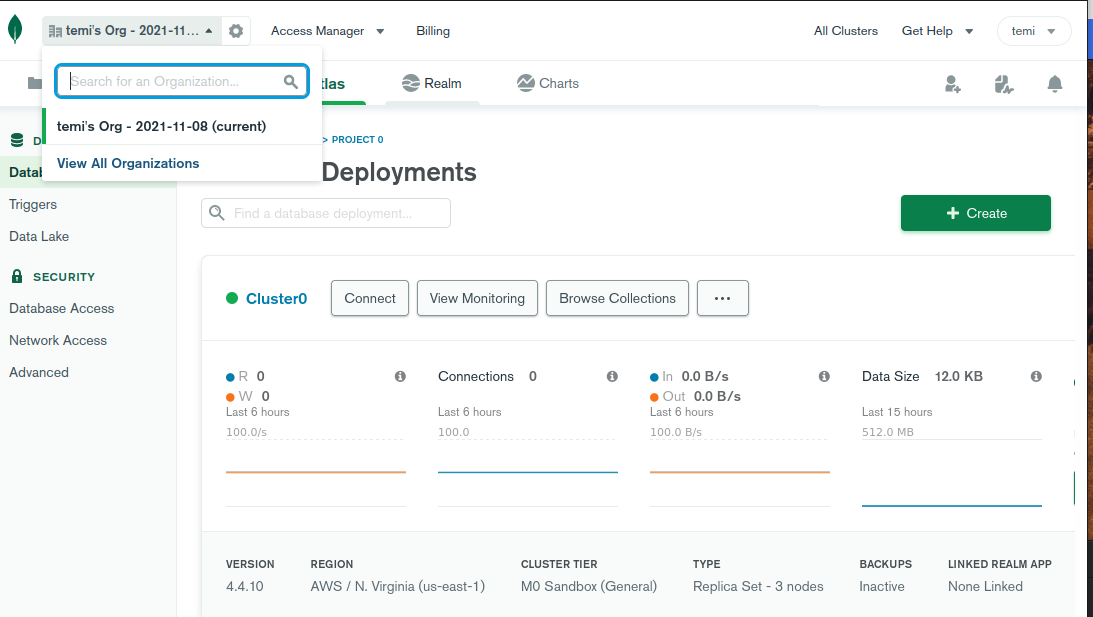 temi's Org - 2021-11...
Access Manager
Billing
All Clusters
Get Help
temi
Search for an Organization...
tlas
Realm
Charts
temi's Org - 2021-11-08 (current)
View All Organizations
D
> PROJECT 0
Datab
Deployments
Triggers
Find a database deployment...
Create
Data Lake
SECURITY
Database Access
Network Access
Advanced
Cluster0
Connect
View Monitoring
Browse Collections
...
R 0
W 0
Last 6 hours
100.0/s
Connections 0
Last 6 hours
100.0
In 0.0 B/s
Out 0.0 B/s
Last 6 hours
100.0 B/s
Data Size 12.0 KB
Last 15 hours
512.0 MB
VERSION
4.4.10
REGION
AWS / N. Virginia (us-east-1)
CLUSTER TIER
M0 Sandbox (General)
TYPE
Replica Set - 3 nodes
BACKUPS
Inactive
LINKED REALM APP
None Linked